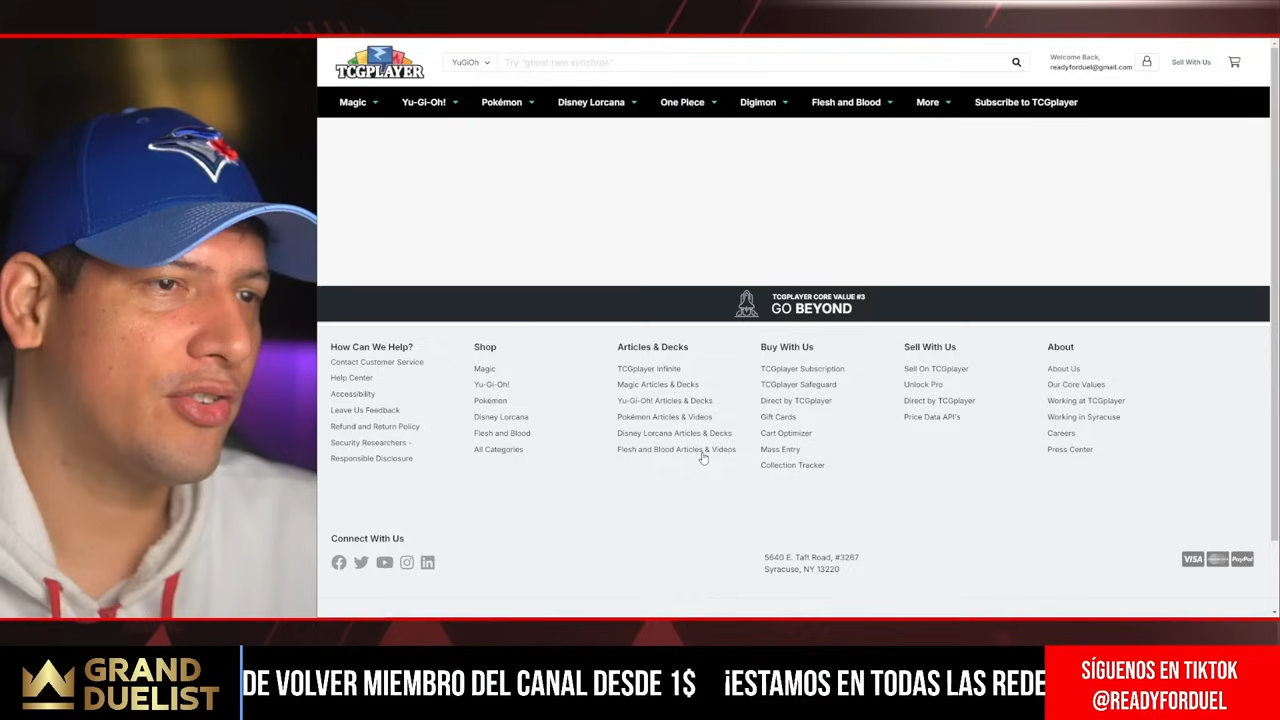 TCGPLAYER
YuGiOh
Try "ghost rare synchros"
Welcome Back,
readyforduel@gmail.com
Sell With Us
Magic
Yu-Gi-Oh!
Pokémon
Disney Lorcana
One Piece
Digimon
Flesh and Blood
More
Subscribe to TCGplayer
TCGPLAYER CORE VALUE #3
GO BEYOND
How Can We Help?
Contact Customer Service
Help Center
Accessibility
Leave Us Feedback
Refund and Return Policy
Security Researchers -
Responsible Disclosure
Shop
Magic
Yu-Gi-Oh!
Pokémon
Disney Lorcana
Flesh and Blood
All Categories
Articles & Decks
TCGplayer Infinite
Magic Articles & Decks
Yu-Gi-Oh! Articles & Decks
Pokémon Articles & Videos
Disney Lorcana Articles & Decks
Flesh and Blood Articles & Videos
Buy With Us
TCGplayer Subscription
TCGplayer Safeguard
Direct by TCGplayer
Gift Cards
Cart Optimizer
Mass Entry
Collection Tracker
Sell With Us
Sell On TCGplayer
Unlock Pro
Direct by TCGplayer
Price Data API's
About
About Us
Our Core Values
Working at TCGplayer
Working in Syracuse
Careers
Press Center
Connect With Us
5640 E. Taft Road, #3267
Syracuse, NY 13220
VISA
PayPal
GRAND
DUELIST
DE VOLVER MIEMBRO DEL CANAL DESDE 1$ ¡ESTAMOS EN TODAS LAS REDE
SÍGUENOS EN TIKTOK
@READYFORDUEL